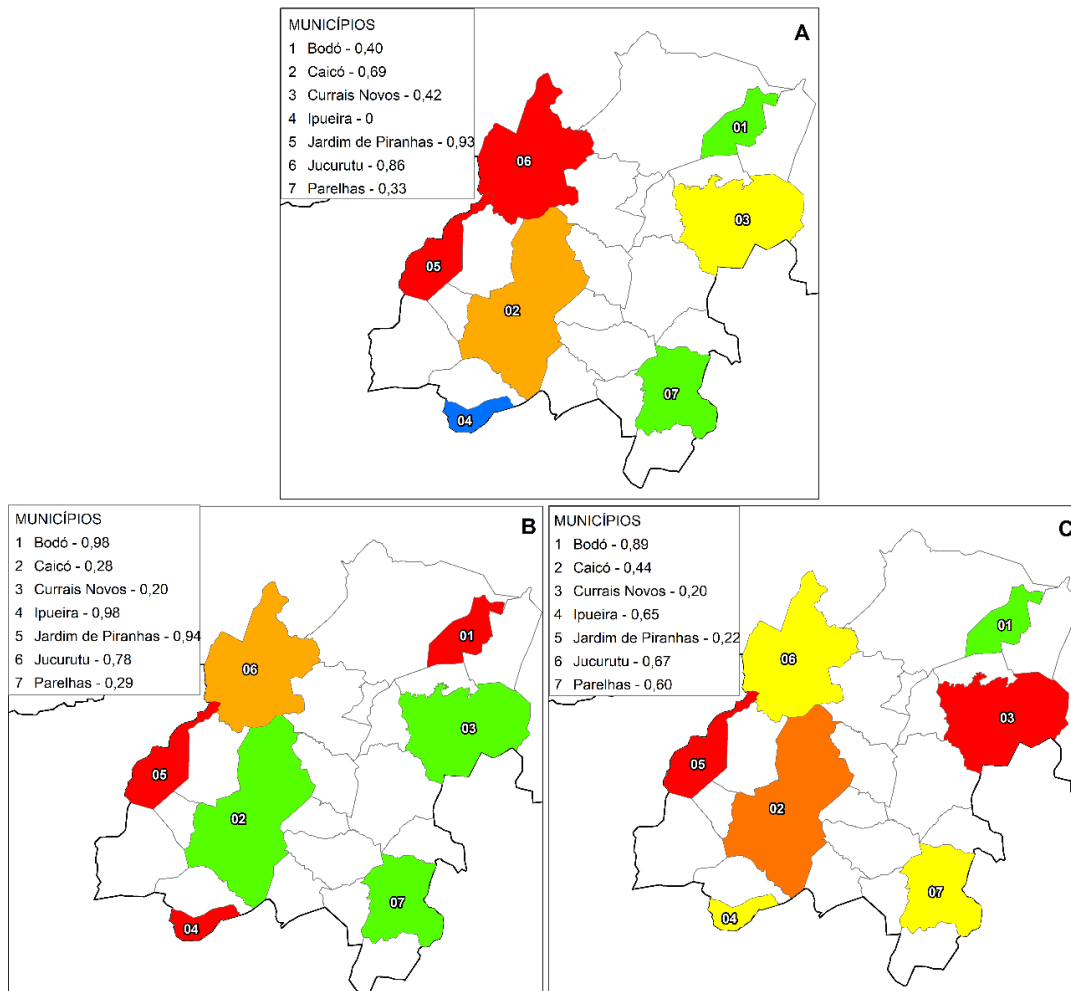 MUNICÍPIOS
1 Bodó - 0,40
2 Caicó - 0,69
3 Currais Novos - 0,42
4 Ipueira - 0
5 Jardim de Piranhas - 0,93
6 Jucurutu - 0,86
7 Parelhas - 0,33
A
01
06
03
05
02
07
04
MUNICÍPIOS
1 Bodó - 0,98
2 Caicó - 0,28
3 Currais Novos - 0,20
4 Ipueira - 0,98
5 Jardim de Piranhas - 0,94
6 Jucurutu - 0,78
7 Parelhas - 0,29
B
01
06
03
05
02
07
04
MUNICÍPIOS
1 Bodó - 0,89
2 Caicó - 0,44
3 Currais Novos - 0,20
4 Ipueira - 0,65
5 Jardim de Piranhas - 0,22
6 Jucurutu - 0,67
7 Parelhas - 0,60
C
01
06
03
05
02
07
04